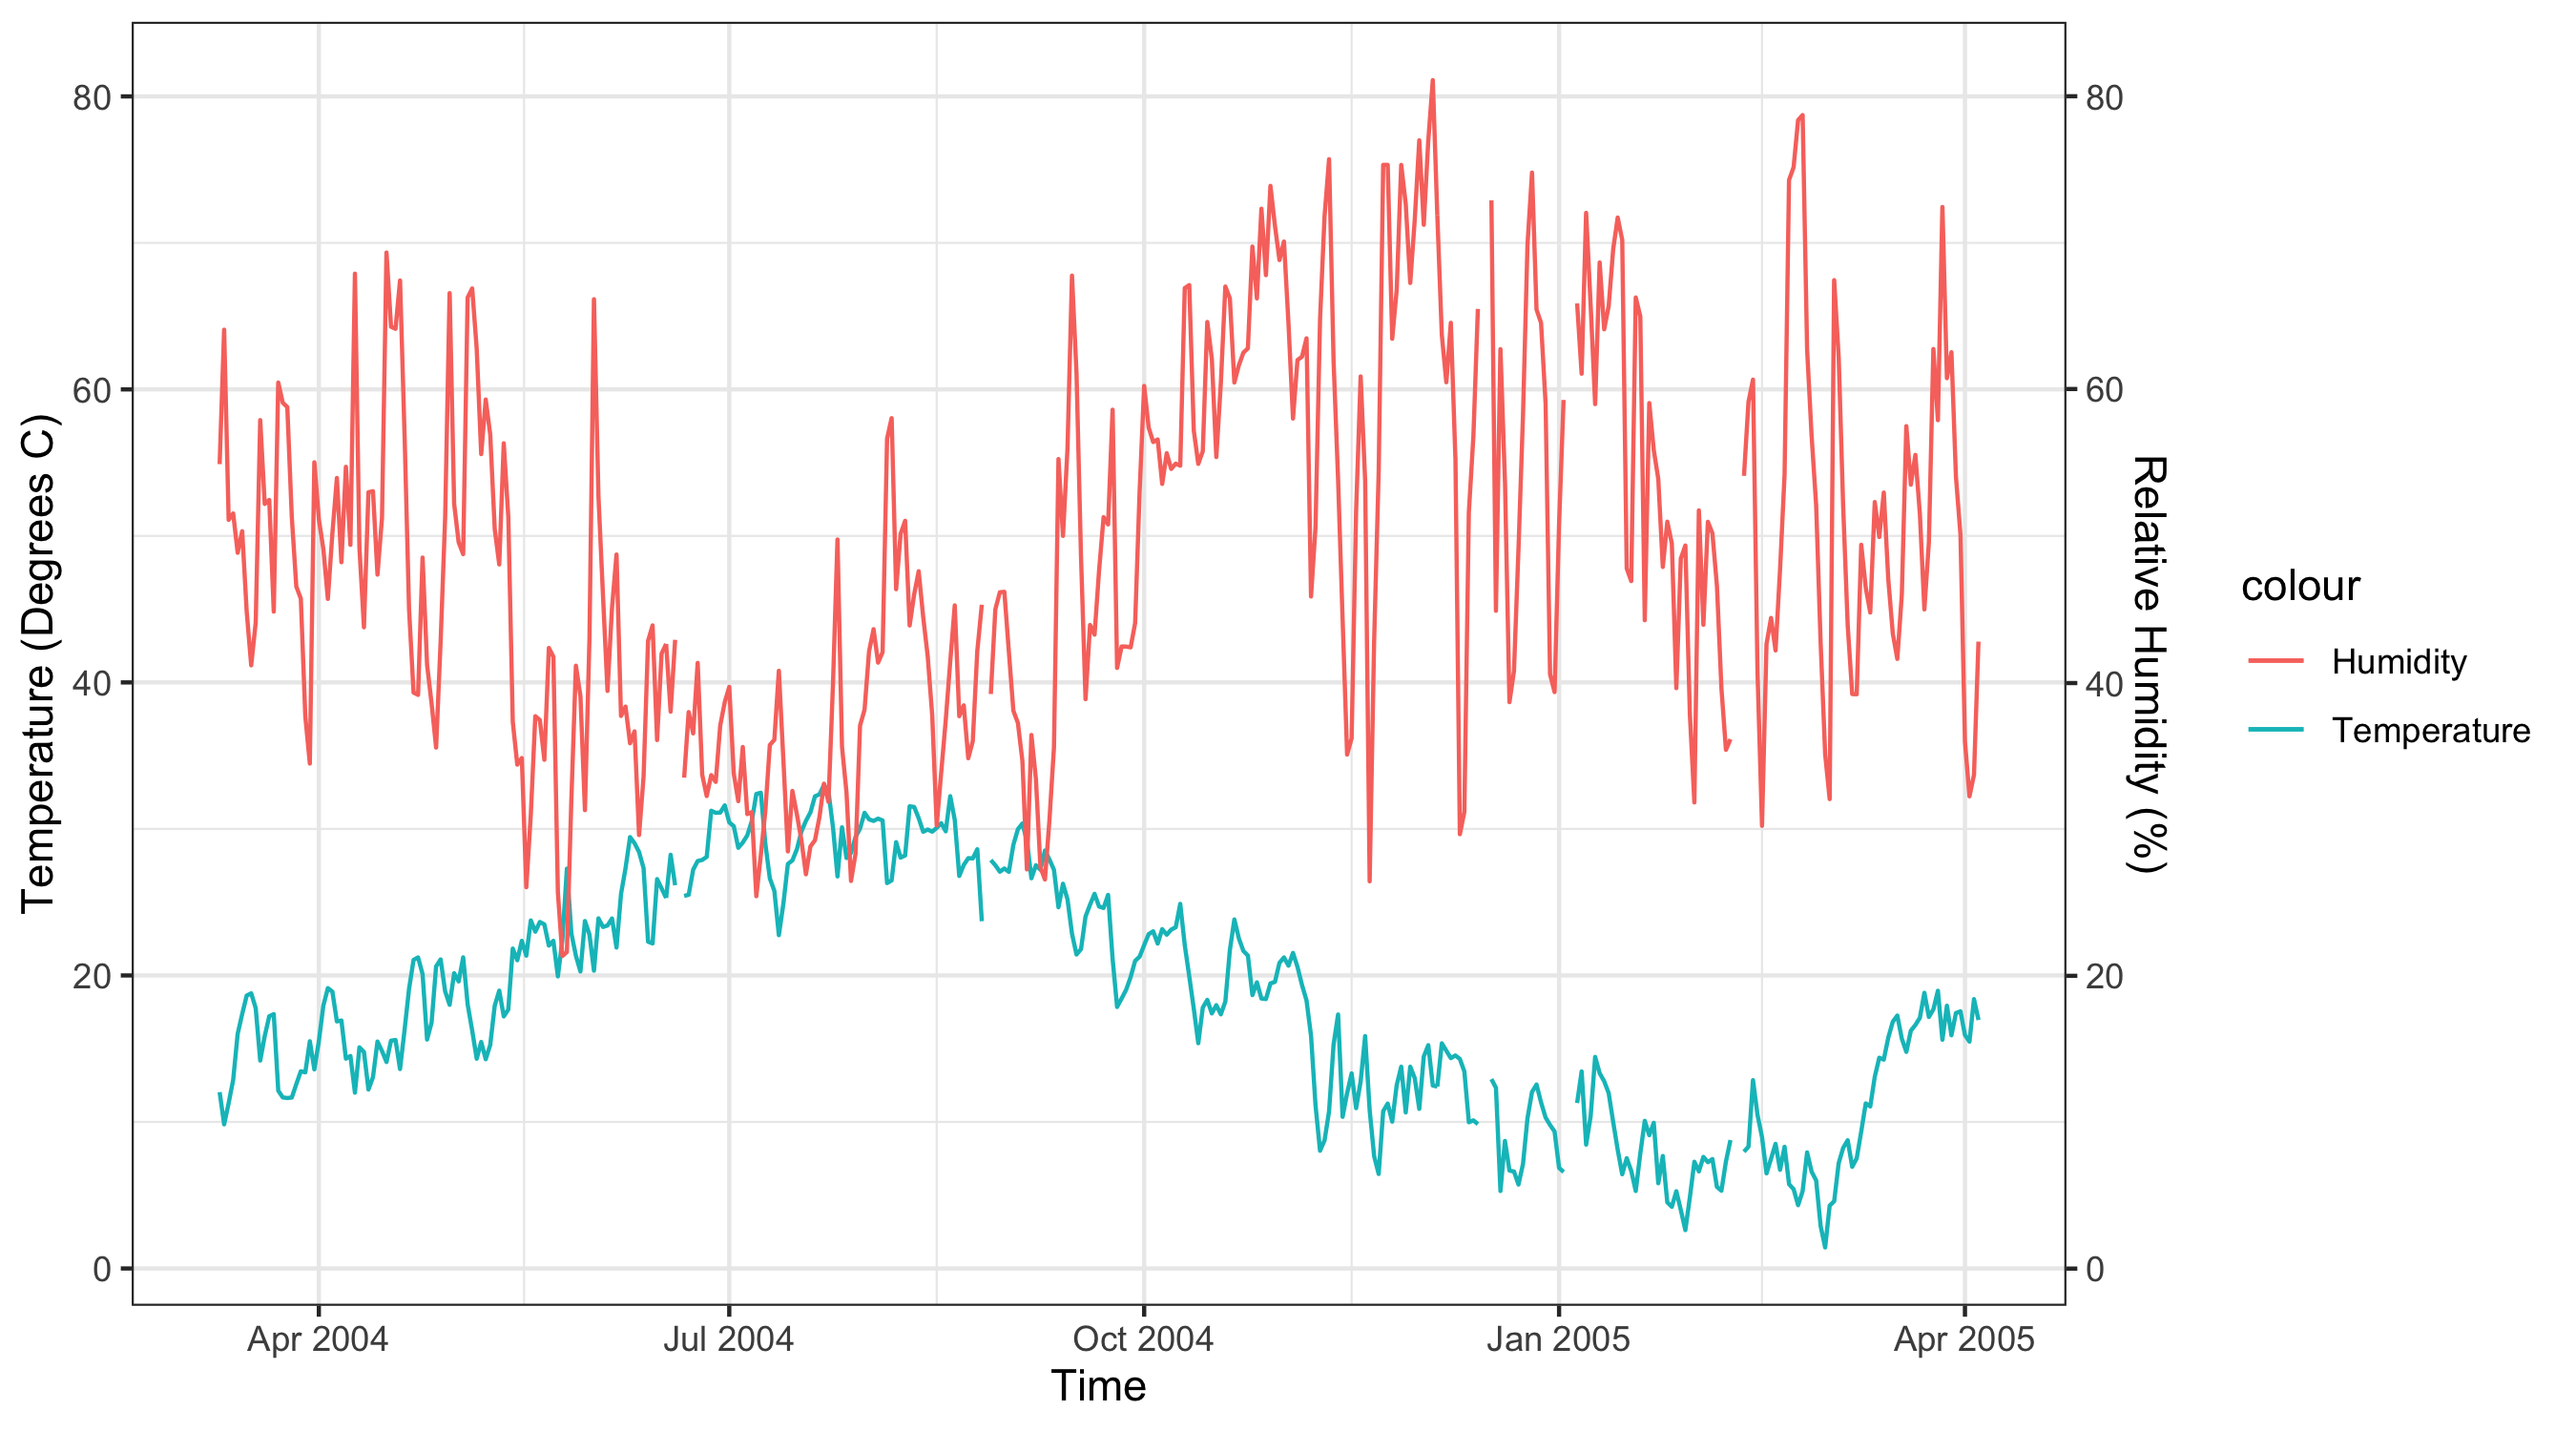 Temperature (Degrees C)
80
60
40
20
0
80
60
40
20
0
Relative Humidity (%)
Apr 2004
Jul 2004
Oct 2004
Jan 2005
Apr 2005
Time
colour
Humidity
Temperature